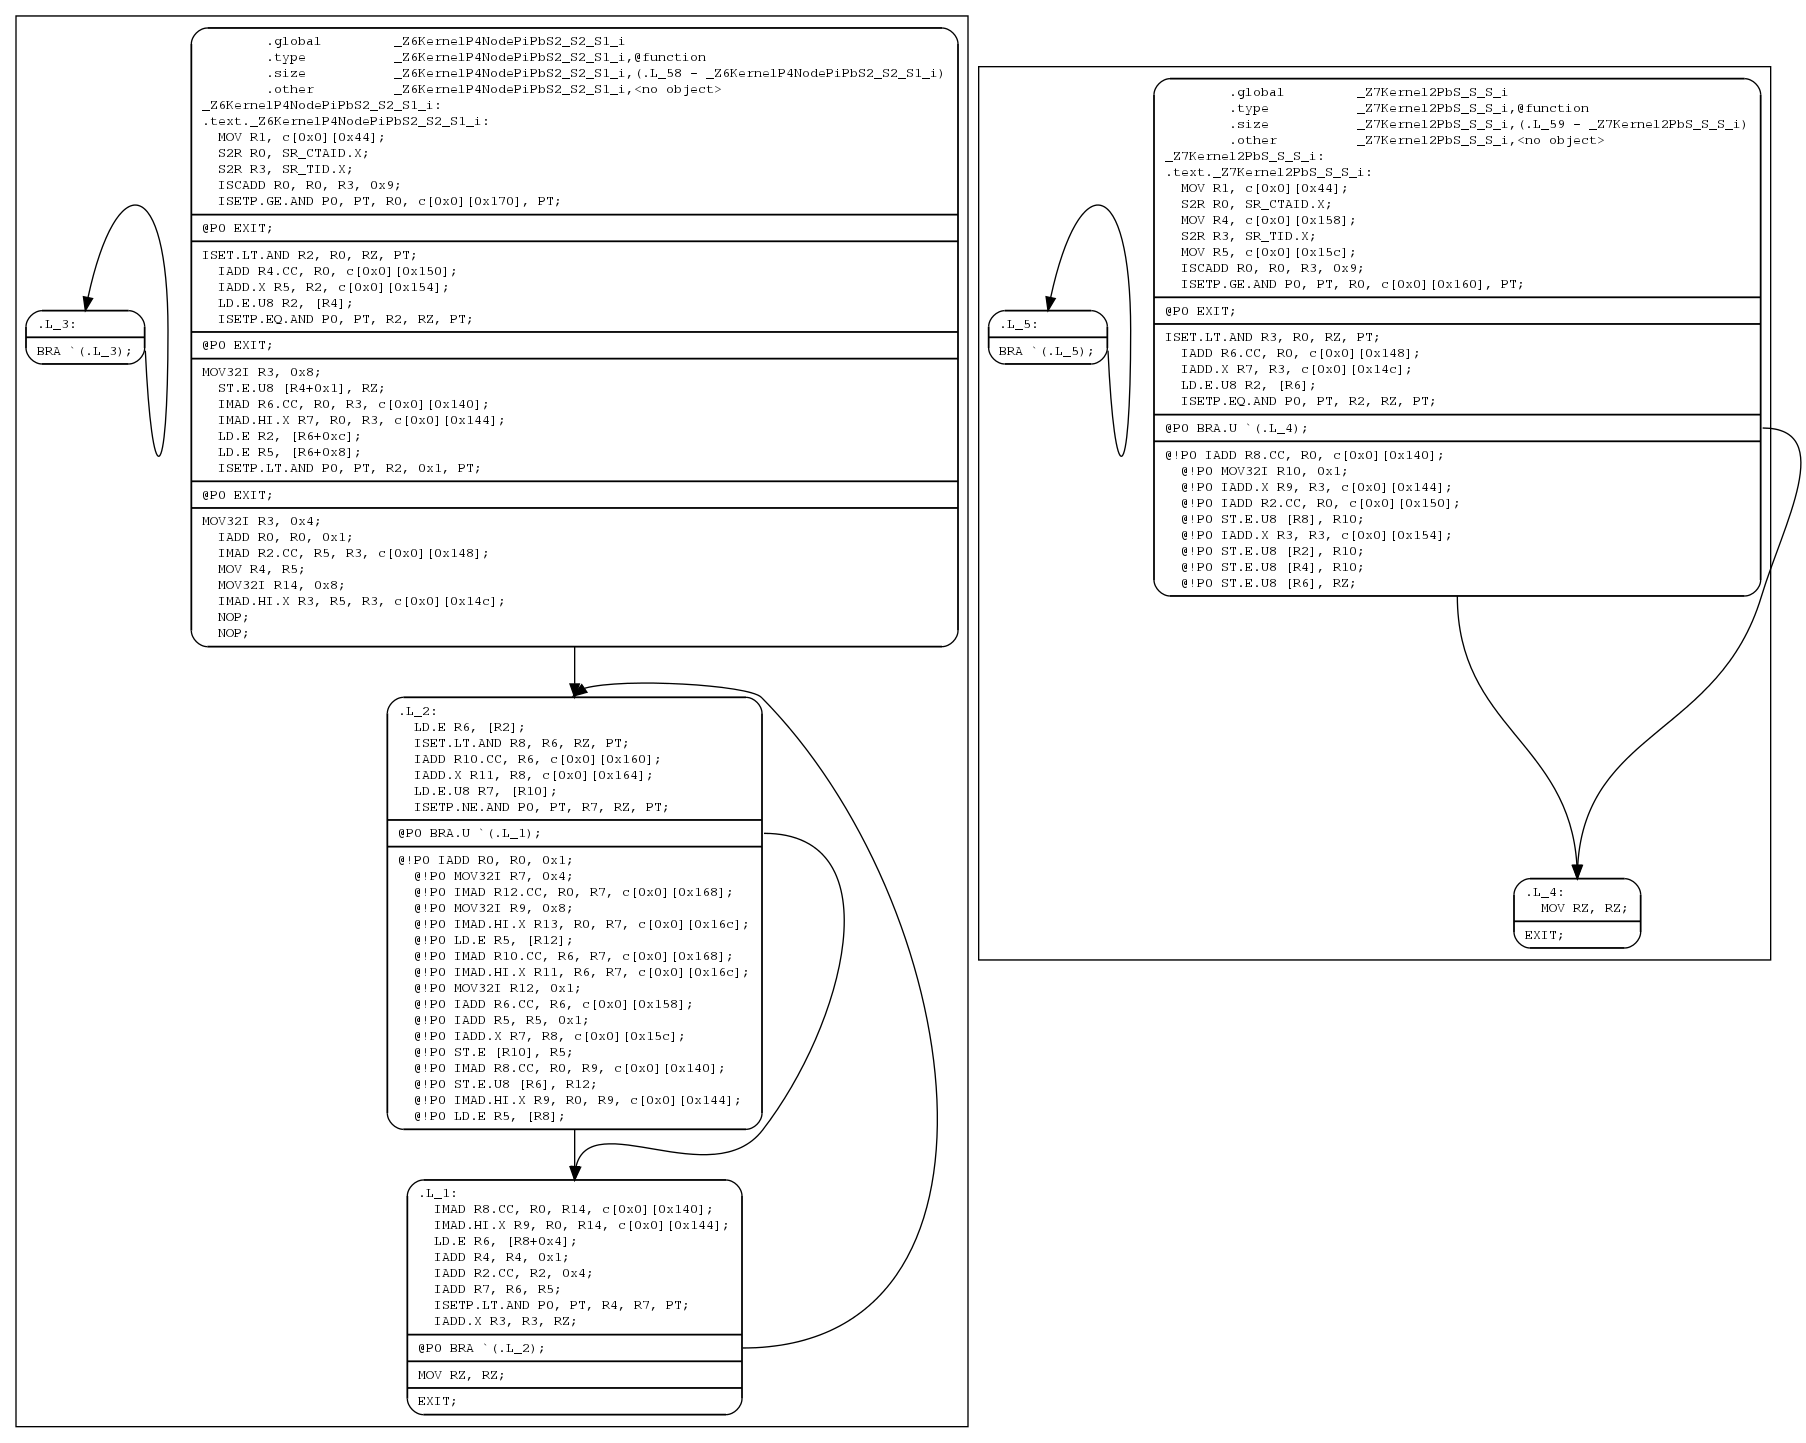 .global _Z6KernelP4NodePiPbS2_S2_S1_i
.type _Z6KernelP4NodePiPbS2_S2_S1_i,@function
.size _Z6KernelP4NodePiPbS2_S2_S1_i,(.L_58 - _Z6KernelP4NodePiPbS2_S2_S1_i)
.other _Z6KernelP4NodePiPbS2_S2_S1_i,<no object>
_Z6KernelP4NodePiPbS2_S2_S1_i:
.text._Z6KernelP4NodePiPbS2_S2_S1_i:
MOV R1, c[0x0][0x44];
S2R R0, SR_CTAID.X;
S2R R3, SR_TID.X;
ISCADD R0, R0, R3, 0x9;
ISETP.GE.AND P0, PT, R0, c[0x0][0x170], PT;
@P0 EXIT;
ISET.LT.AND R2, R0, RZ, PT;
IADD R4.CC, R0, c[0x0][0x150];
IADD.X R5, R2, c[0x0][0x154];
LD.E.U8 R2, [R4];
ISETP.EQ.AND P0, PT, R2, RZ, PT;
@P0 EXIT;
MOV32I R3, 0x8;
ST.E.U8 [R4+0x1], RZ;
IMAD R6.CC, R0, R3, c[0x0][0x140];
IMAD.HI.X R7, R0, R3, c[0x0][0x144];
LD.E R2, [R6+0xc];
LD.E R5, [R6+0x8];
ISETP.LT.AND P0, PT, R2, 0x1, PT;
@P0 EXIT;
MOV32I R3, 0x4;
IADD R0, R0, 0x1;
IMAD R2.CC, R5, R3, c[0x0][0x148];
MOV R4, R5;
MOV32I R14, 0x8;
IMAD.HI.X R3, R5, R3, c[0x0][0x14c];
NOP;
NOP;
.L_3:
BRA `(.L_3);
.L_2:
LD.E R6, [R2];
ISET.LT.AND R8, R6, RZ, PT;
IADD R10.CC, R6, c[0x0][0x160];
IADD.X R11, R8, c[0x0][0x164];
LD.E.U8 R7, [R10];
ISETP.NE.AND P0, PT, R7, RZ, PT;
@P0 BRA.U `(.L_1);
@!P0 IADD R0, R0, 0x1;
@!P0 MOV32I R7, 0x4;
@!P0 IMAD R12.CC, R0, R7, c[0x0][0x168];
@!P0 MOV32I R9, 0x8;
@!P0 IMAD.HI.X R13, R0, R7, c[0x0][0x16c];
@!P0 LD.E R5, [R12];
@!P0 IMAD R10.CC, R6, R7, c[0x0][0x168];
@!P0 IMAD.HI.X R11, R6, R7, c[0x0][0x16c];
@!P0 MOV32I R12, 0x1;
@!P0 IADD R6.CC, R6, c[0x0][0x158];
@!P0 IADD R5, R5, 0x1;
@!P0 IADD.X R7, R8, c[0x0][0x15c];
@!P0 ST.E [R10], R5;
@!P0 IMAD R8.CC, R0, R9, c[0x0][0x140];
@!P0 ST.E.U8 [R6], R12;
@!P0 IMAD.HI.X R9, R0, R9, c[0x0][0x144];
@!P0 LD.E R5, [R8];
.L_1:
IMAD R8.CC, R0, R14, c[0x0][0x140];
IMAD.HI.X R9, R0, R14, c[0x0][0x144];
LD.E R6, [R8+0x4];
IADD R4, R4, 0x1;
IADD R2.CC, R2, 0x4;
IADD R7, R6, R5;
ISETP.LT.AND P0, PT, R4, R7, PT;
IADD.X R3, R3, RZ;
@P0 BRA `(.L_2);
MOV RZ, RZ;
EXIT;
.global _Z7Kernel2PbS_S_S_i
.type _Z7Kernel2PbS_S_S_i,@function
.size _Z7Kernel2PbS_S_S_i,(.L_59 - _Z7Kernel2PbS_S_S_i)
.other _Z7Kernel2PbS_S_S_i,<no object>
_Z7Kernel2PbS_S_S_i:
.text._Z7Kernel2PbS_S_S_i:
MOV R1, c[0x0][0x44];
S2R R0, SR_CTAID.X;
MOV R4, c[0x0][0x158];
S2R R3, SR_TID.X;
MOV R5, c[0x0][0x15c];
ISCADD R0, R0, R3, 0x9;
ISETP.GE.AND P0, PT, R0, c[0x0][0x160], PT;
@P0 EXIT;
ISET.LT.AND R3, R0, RZ, PT;
IADD R6.CC, R0, c[0x0][0x148];
IADD.X R7, R3, c[0x0][0x14c];
LD.E.U8 R2, [R6];
ISETP.EQ.AND P0, PT, R2, RZ, PT;
@P0 BRA.U `(.L_4);
@!P0 IADD R8.CC, R0, c[0x0][0x140];
@!P0 MOV32I R10, 0x1;
@!P0 IADD.X R9, R3, c[0x0][0x144];
@!P0 IADD R2.CC, R0, c[0x0][0x150];
@!P0 ST.E.U8 [R8], R10;
@!P0 IADD.X R3, R3, c[0x0][0x154];
@!P0 ST.E.U8 [R2], R10;
@!P0 ST.E.U8 [R4], R10;
@!P0 ST.E.U8 [R6], RZ;
.L_5:
BRA `(.L_5);
.L_4:
MOV RZ, RZ;
EXIT;